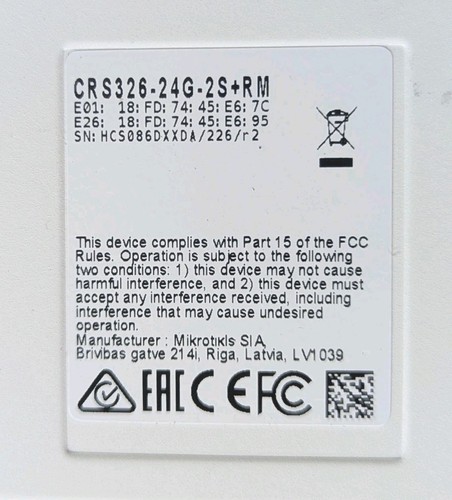 CRS326-24G-2S+RM
E01: 18:FD:74:45:E6:7C
E26: 18:FD:74:45:E6:95
SN:HCS086DXXDA/226/r2
This device complies with Part 15 of the FCC
Rules. Operation is subject to the following
two conditions: 1) this device may not cause
harmful interference, and 2) this device must
accept any interference received, including
interference that may cause undesired
operation.
Manufacturer : Mikrotikls SIA
Brivibas gatve 214i, Riga, Latvia, LV1039
EAC CE FC